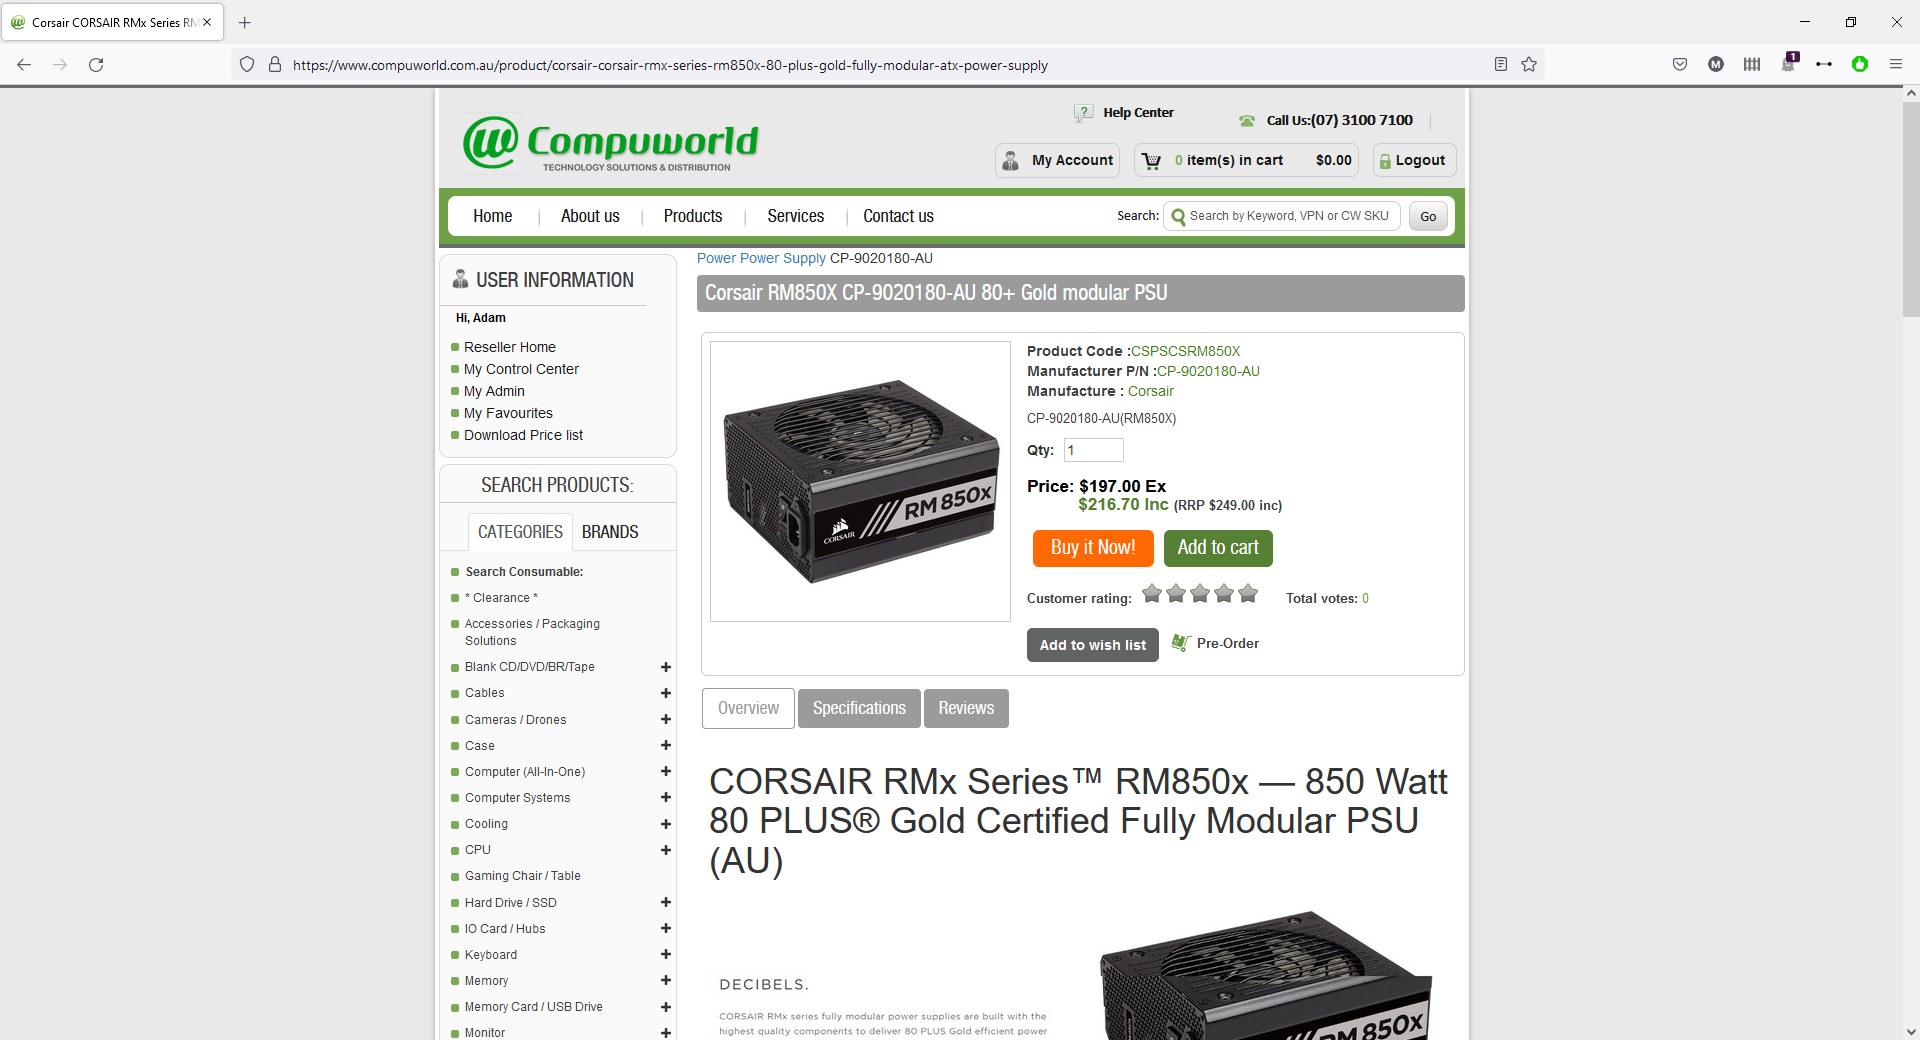 Corsair CORSAIR RMx Series RM
https://www.compuworld.com.au/product/corsair-corsair-rmx-series-rm850x-80-plus-gold-fully-modular-atx-power-supply
1
Compuworld
TECHNOLOGY SOLUTIONS & DISTRIBUTION
Help Center
Call Us:(07) 3100 7100
My Account
0 item(s) in cart $0.00
Logout
Home
About us
Products
Services
Contact us
Search:
Search by Keyword, VPN or CW SKU
Go
USER INFORMATION
Hi, Adam
Reseller Home
My Control Center
My Admin
My Favourites
Download Price list
SEARCH PRODUCTS:
CATEGORIES
BRANDS
Search Consumable:
* Clearance *
Accessories / Packaging
Solutions
Blank CD/DVD/BR/Tape
Cables
Cameras / Drones
Case
Computer (All-In-One)
Computer Systems
Cooling
CPU
Gaming Chair / Table
Hard Drive / SSD
IO Card / Hubs
Keyboard
Memory
Memory Card / USB Drive
Monitor
Power Power Supply CP-9020180-AU
Corsair RM850X CP-9020180-AU 80+ Gold modular PSU
RM 850x
CORSAIR
Product Code :CSPSCSRM850X
Manufacturer P/N :CP-9020180-AU
Manufacture : Corsair
CP-9020180-AU(RM850X)
Qty: 1
Price: $197.00 Ex
$216.70 Inc (RRP $249.00 inc)
Buy it Now!
Add to cart
Customer rating:
Total votes: 0
Add to wish list
Pre-Order
Overview
Specifications
Reviews
CORSAIR RMx Series™ RM850x — 850 Watt
80 PLUS® Gold Certified Fully Modular PSU
(AU)
DECIBELS.
CORSAIR RMx series fully modular power supplies are built with the
highest quality components to deliver 80 PLUS Gold efficient power
RM 850x